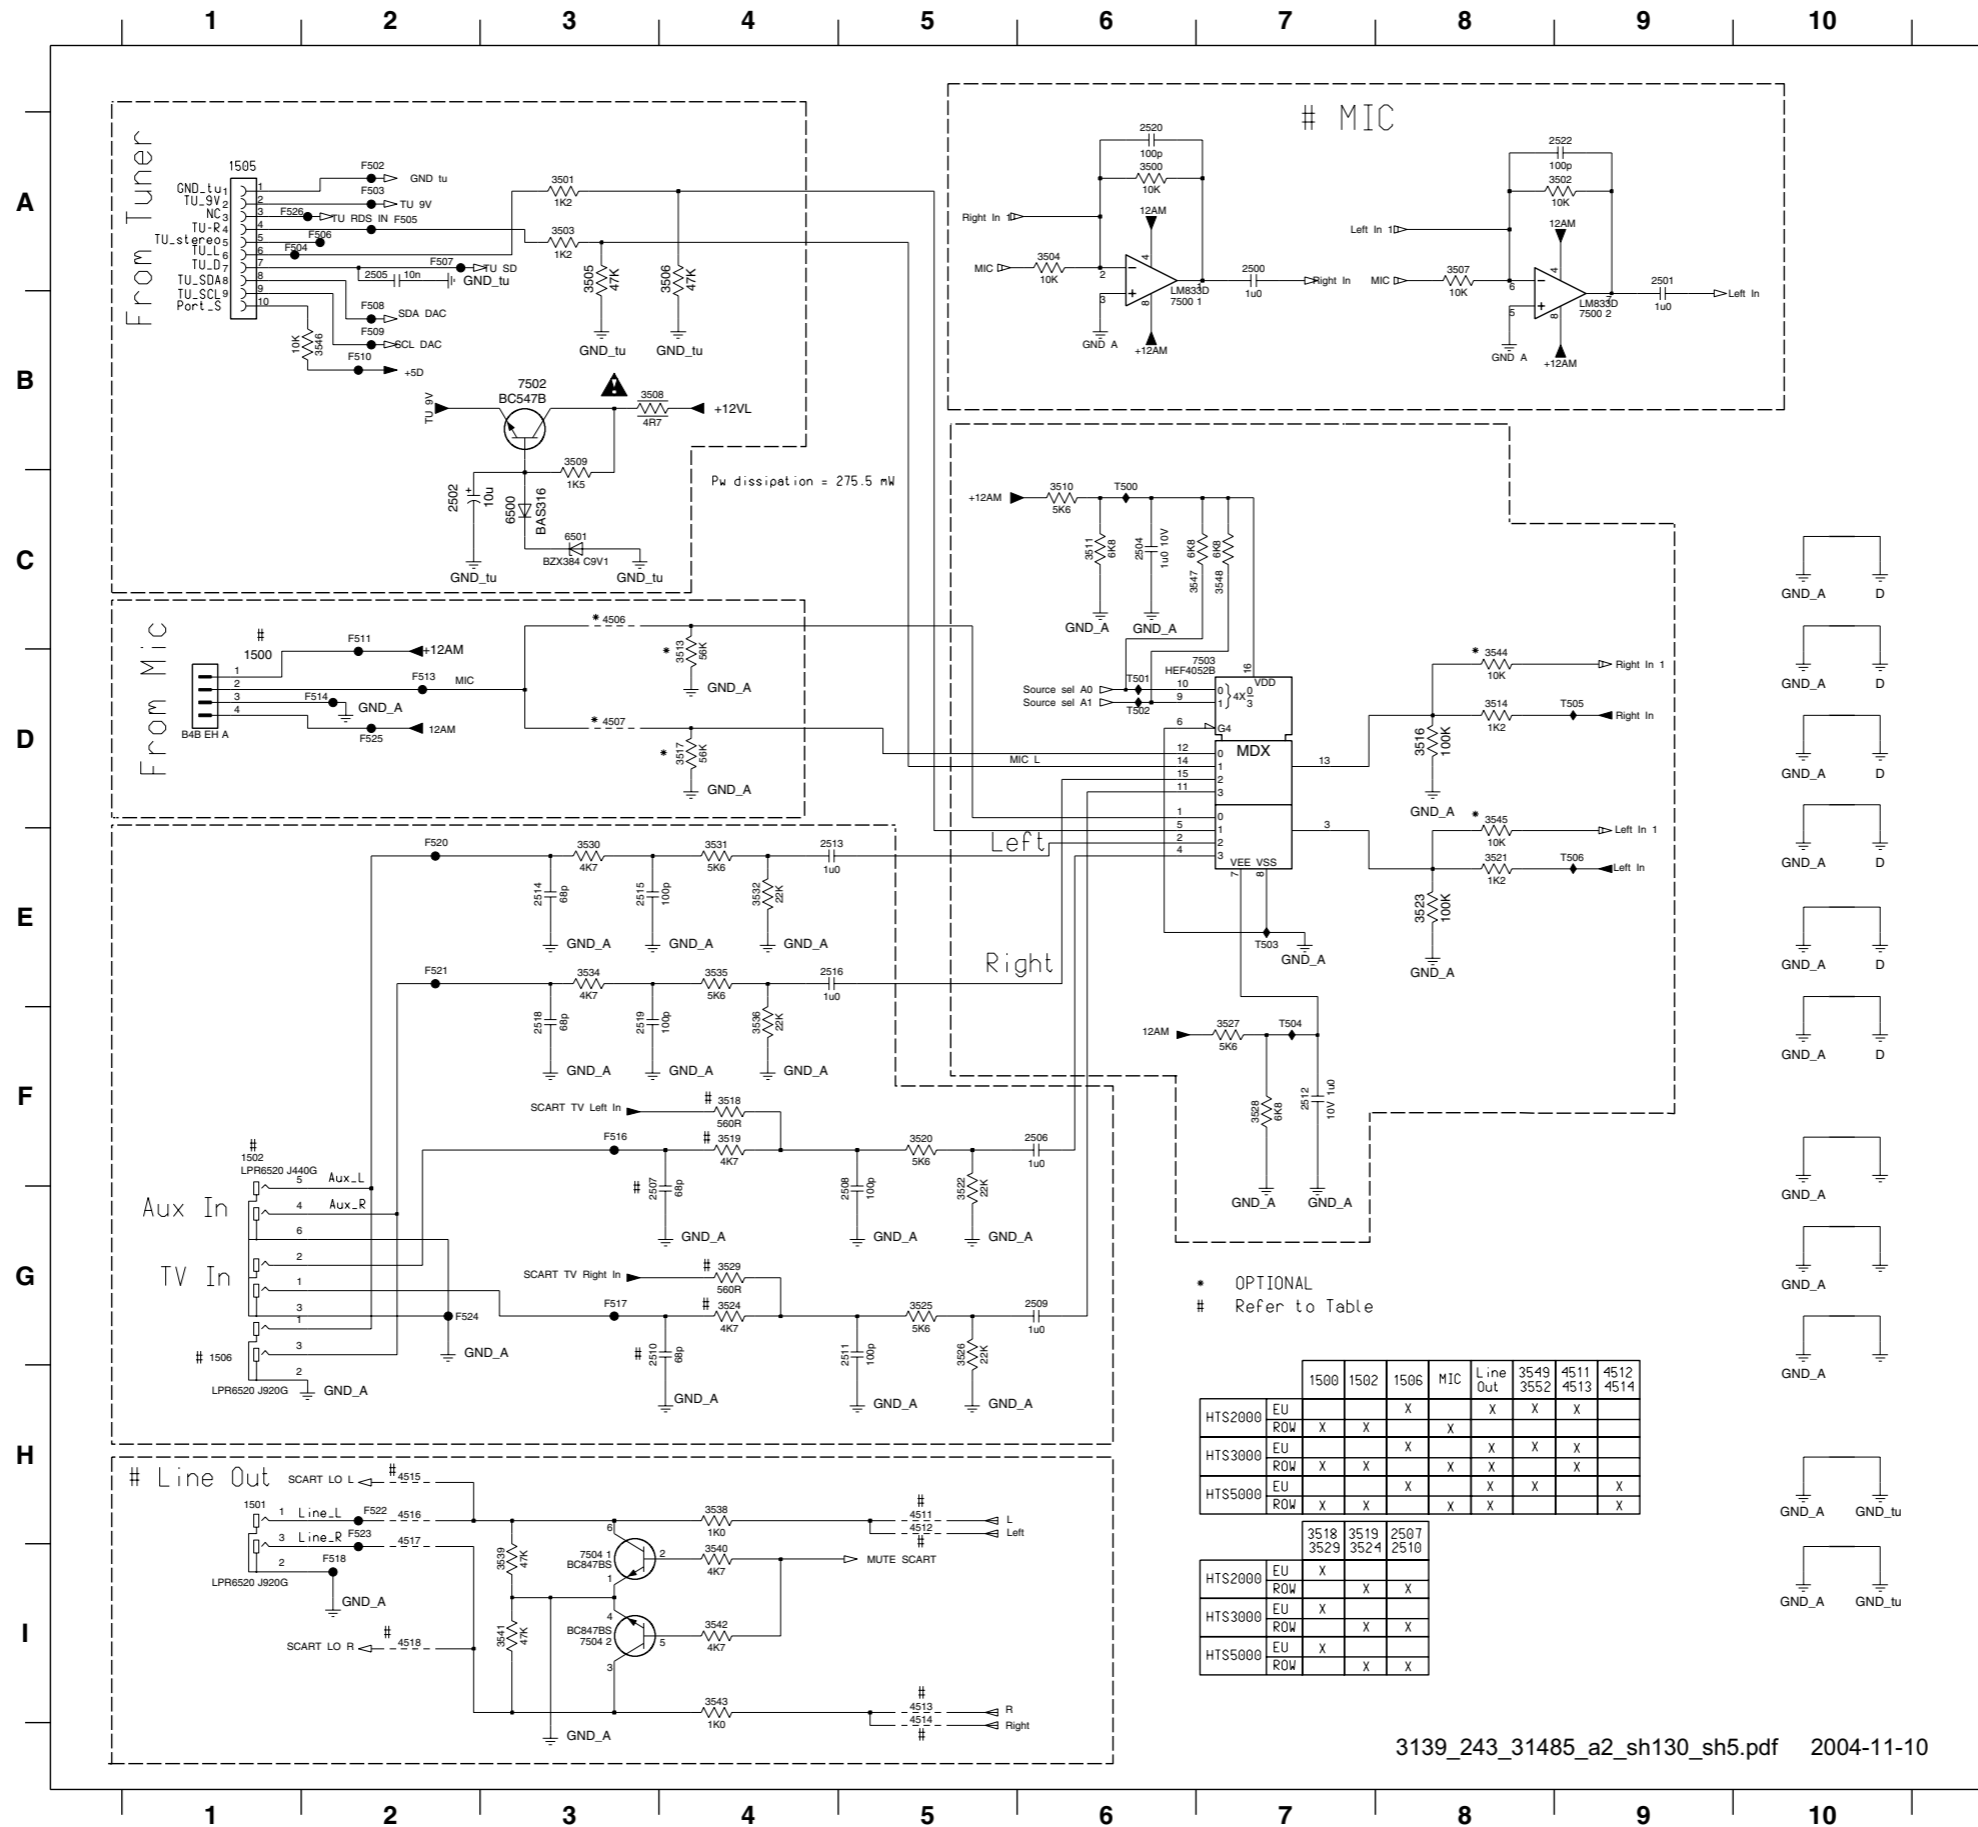 1 2 3 4 5 6 7 8 9 10
A
B
C
D
E
F
G
H
I
From Tuner
1505
GND_tu 1 1
TU_9V 2 2
NC 3 3
TU-R 4 4
TU_stereo 5 5
TU_L 6 6
TU_D 7 7
TU_SDA 8 8
TU_SCL 9 9
Port_S 10
F502 GND tu
F503 TU 9V
F526 TU RDS IN F505
F506
F504
F507 TU SD
2505 10n GND_tu
F508 SDA DAC
F509 SCL DAC
F510 +5D
10K 3546
3501 1K2
3503 1K2
3505 47K
3506 47K
GND_tu GND_tu
7502
BC547B
TU 9V
3508
4R7
+12VL
3509
1K5
2502 10u
6500 BAS316
6501
BZX384 C9V1
GND_tu GND_tu
Pw dissipation = 275.5 mW
# MIC
2520
100p
3500
10K
Right In 1
12AM
MIC 3504
10K
2 3 4 8 1
LM833D
7500 1
2500
1u0
Right In
GND A
+12AM
2522
100p
3502
10K
Left In 1
12AM
MIC 3507
10K
6 5 4 8 7
LM833D
7500 2
2501
1u0
Left In
GND A
+12AM
From Mic
#
1500
1
2
3
4
B4B EH A
F511 +12AM
F513 MIC
F514 GND_A
F525 12AM
* 4506
* 3513 56K
GND_A
* 4507
* 3517 56K
GND_A
+12AM 3510 T500
5K6
3511 6K8
2504 1u0 10V
6K8 3547
6K8 3548
GND_A GND_A
7503
HEF4052B
16
VDD
Source sel A0 T501 10 0
Source sel A1 T502 9 1
4X 0 3
6 G4
MDX
12 0
MIC L 14 1
15 2
11 3
13
1 0
5 1
2 2
4 3
3
VEE VSS
7 8
T503
GND_A
Left
Right
* 3544
10K
Right In 1
3514 T505
1K2
Right In
3516 100K
GND_A
* 3545
10K
Left In 1
3521 T506
1K2
Left In
3523 100K
GND_A
12AM 3527 T504
5K6
3528 6K8
2512 10V 1u0
GND_A GND_A
F520 3530 3531 2513
4K7 5K6 1u0
2514 68p
2515 100p
3532 22K
GND_A GND_A GND_A
F521 3534 3535 2516
4K7 5K6 1u0
2518 68p
2519 100p
3536 22K
GND_A GND_A GND_A
SCART TV Left In # 3518
560R
F516 # 3519 3520 2506
4K7 5K6 1u0
# 2507 68p
2508 100p
3522 22K
GND_A GND_A GND_A
SCART TV Right In # 3529
560R
F517 # 3524 3525 2509
4K7 5K6 1u0
# 2510 68p
2511 100p
3526 22K
GND_A GND_A GND_A
#
1502
LPR6520 J440G
5 Aux_L
Aux In 4 Aux_R
6
2
TV In 1
3 F524
GND_A
1
# 1506 3
2
LPR6520 J920G GND_A
# Line Out
SCART LO L # 4515
1501
1 Line_L F522 4516
3 Line_R F523 4517
2 F518
LPR6520 J920G
GND_A
SCART LO R # 4518
3539 47K
3541 47K
6
7504 1
BC847BS
2
1
4
BC847BS
7504 2
5
3
3538
1K0
3540
4K7
MUTE SCART
3542
4K7
3543
1K0
GND_A
#
4511 L
4512 Left
#
#
4513 R
4514 Right
#
* OPTIONAL
# Refer to Table
1500 1502 1506 MIC Line Out 3549 3552 4511 4513 4512 4514
HTS2000 EU X X X X
ROW X X X
HTS3000 EU X X X X
ROW X X X X X
HTS5000 EU X X X X
ROW X X X X X
3518 3529 3519 3524 2507 2510
HTS2000 EU X
ROW X X
HTS3000 EU X
ROW X X
HTS5000 EU X
ROW X X
GND_A D
GND_A D
GND_A D
GND_A D
GND_A D
GND_A D
GND_A
GND_A
GND_A
GND_A GND_tu
GND_A GND_tu
3139_243_31485_a2_sh130_sh5.pdf 2004-11-10
1 2 3 4 5 6 7 8 9 10